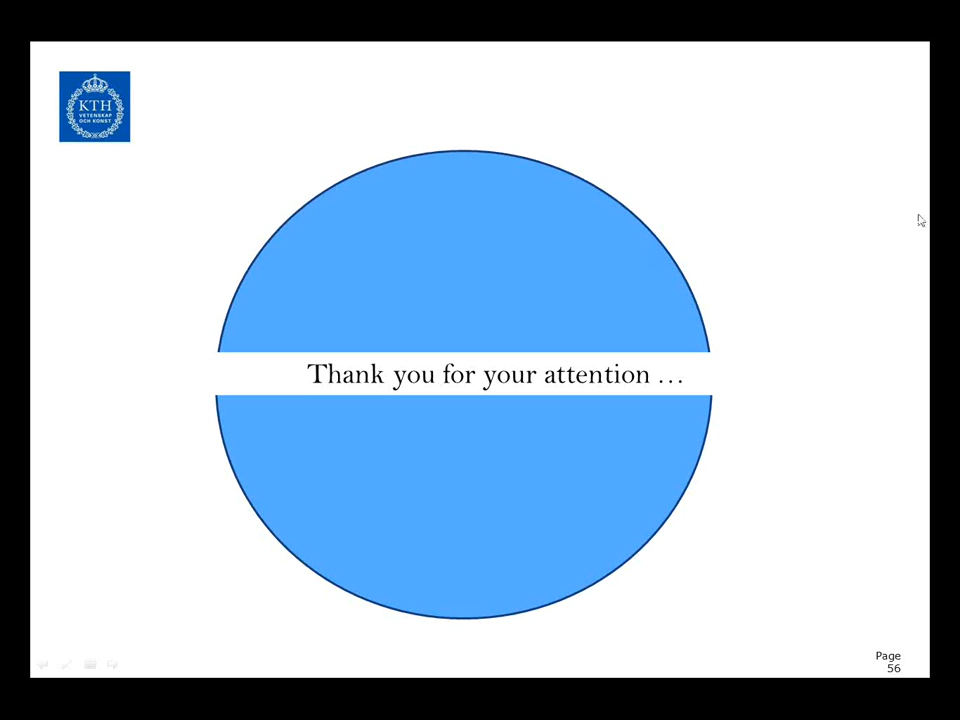 KTH
VETENSKAP
OCH KONST
Thank you for your attention …
Page
56